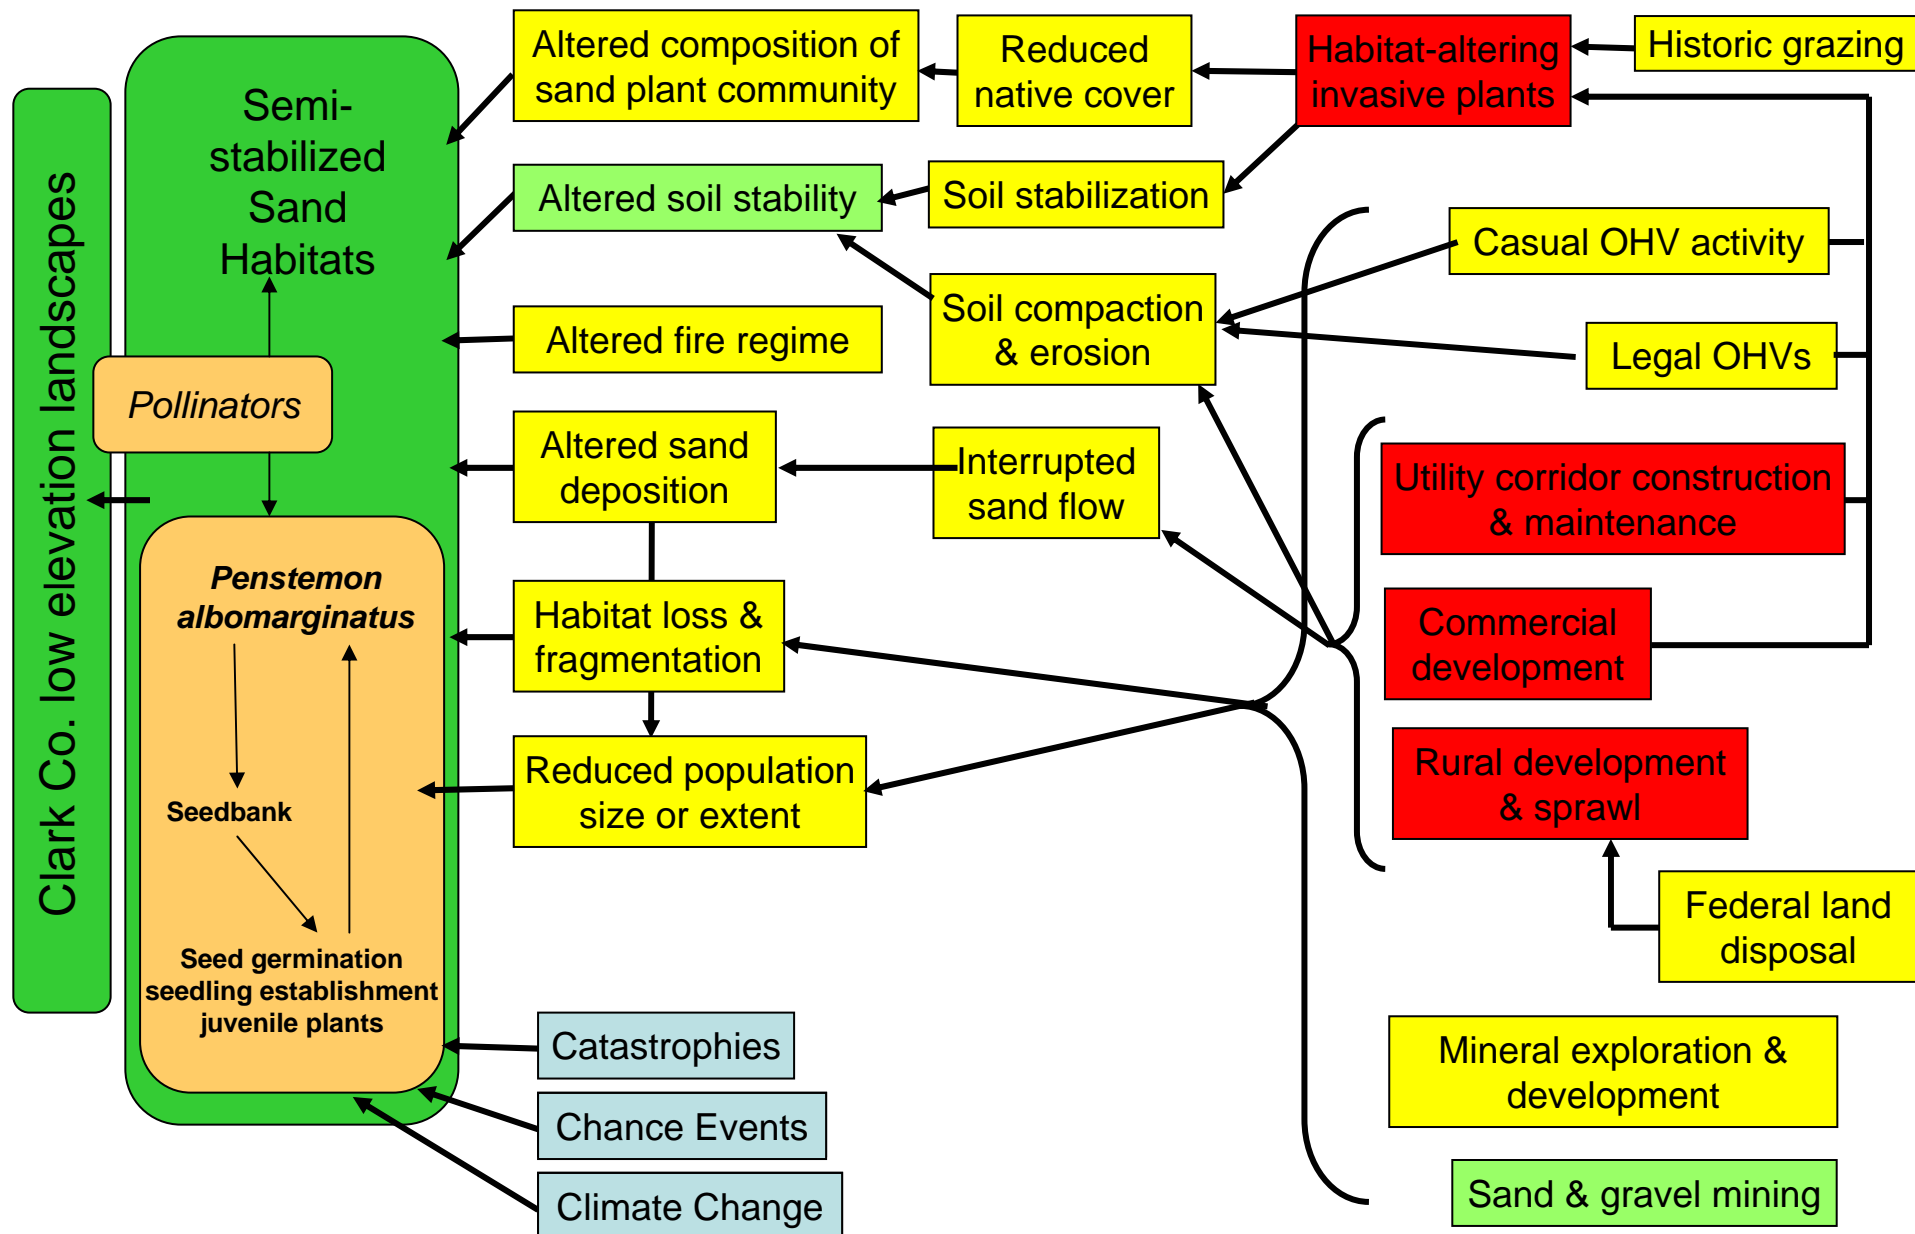 Clark Co. low elevation landscapes
Semi-
stabilized
Sand
Habitats
Pollinators
Penstemon
albomarginatus
Seedbank
Seed germination
seedling establishment
juvenile plants
Altered composition of
sand plant community
Altered soil stability
Altered fire regime
Altered sand
deposition
Habitat loss &
fragmentation
Reduced population
size or extent
Catastrophies
Chance Events
Climate Change
Reduced
native cover
Soil stabilization
Soil compaction
& erosion
Interrupted
sand flow
Habitat-altering
invasive plants
Historic grazing
Casual OHV activity
Legal OHVs
Utility corridor construction
& maintenance
Commercial
development
Rural development
& sprawl
Federal land
disposal
Mineral exploration &
development
Sand & gravel mining